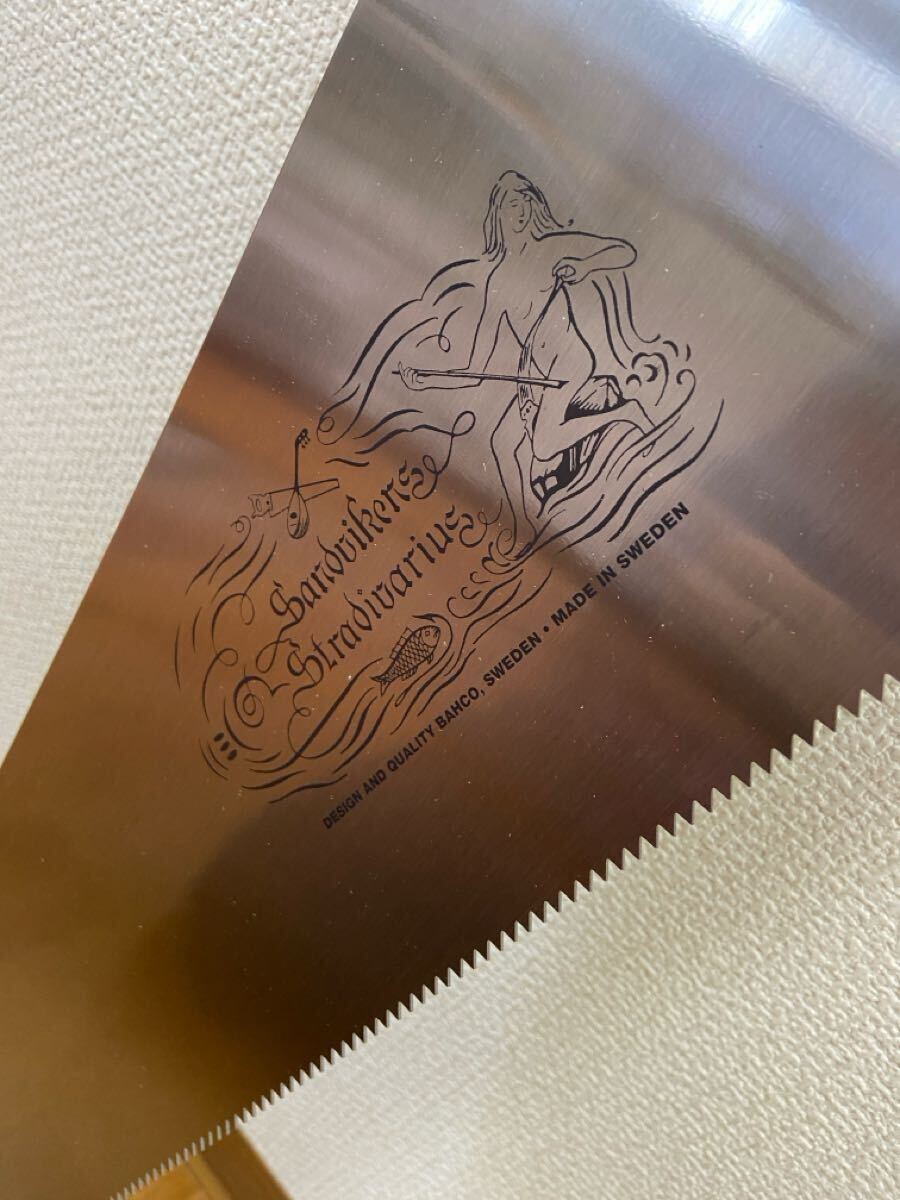 Sandvikens
Stradivarius
DESIGN AND QUALITY BAHCO, SWEDEN • MADE IN SWEDEN